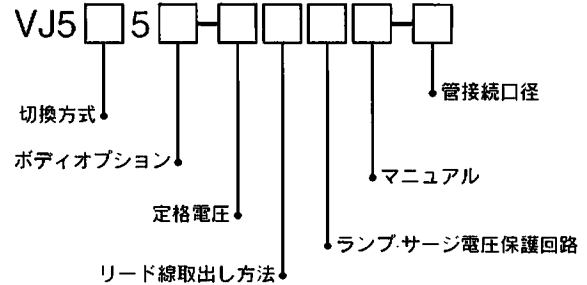 VJ5□5□-□□□□-□
管接続口径
切換方式
ボディオプション
マニュアル
定格電圧
ランプ・サージ電圧保護回路
リード線取出し方法